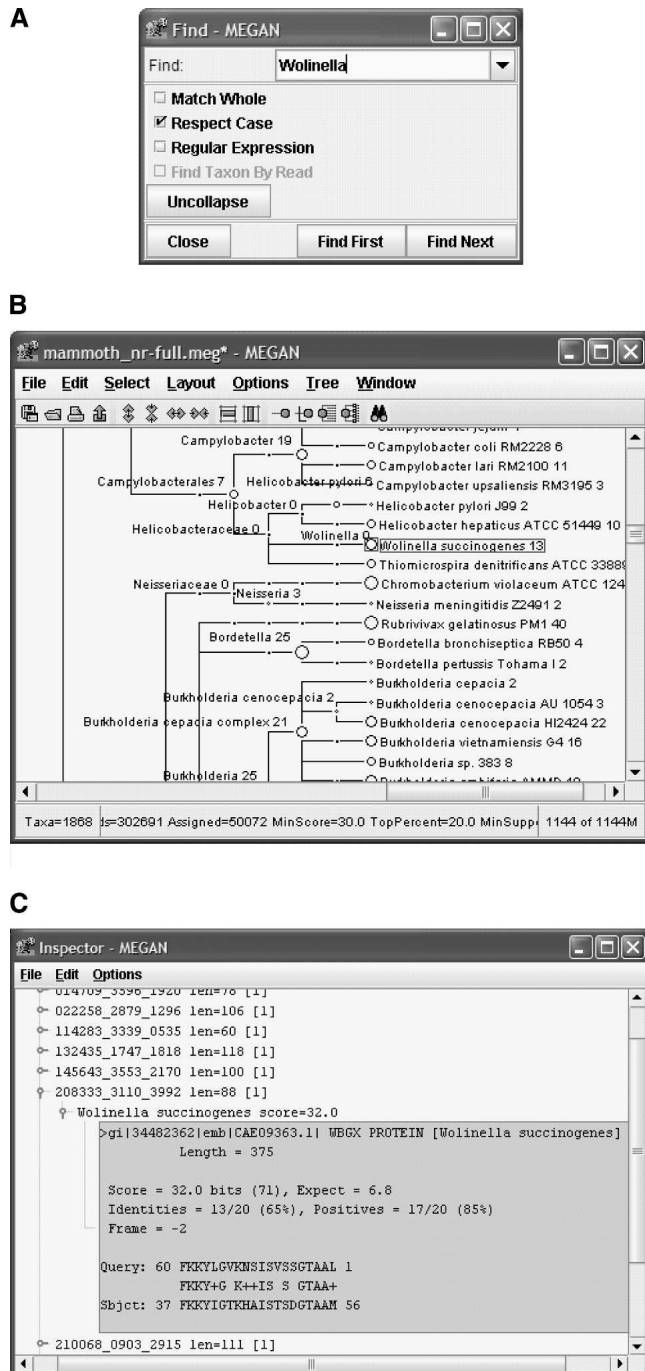 A
Find - MEGAN
Find: Wolinella
Match Whole
Respect Case
Regular Expression
Find Taxon By Read
Uncollapse
Close Find First Find Next
B
mammoth_nr-full.meg* - MEGAN
File Edit Select Layout Options Tree Window
Campylobacter 19
Campylobacter coli RM2228 6
Campylobacter lari RM2100 11
Campylobacterales 7 Helicobacter pylori 6 Campylobacter upsaliensis RM3195 3
Helicobacter 0 Helicobacter pylori J99 2
Helicobacteraceae 0 Helicobacter hepaticus ATCC 51449 10
Wolinella 0 Wolinella succinogenes 13
Thiomicrospira denitrificans ATCC 33889
Neisseriaceae 0 Chromobacterium violaceum ATCC 124
Neisseria 3 Neisseria meningitidis Z2491 2
Rubrivivax gelatinosus PM1 40
Bordetella 25 Bordetella bronchiseptica RB50 4
Bordetella pertussis Tohama I 2
Burkholderia cepacia 2
Burkholderia cenocepacia 2 Burkholderia cenocepacia AU 1054 3
Burkholderia cepacia complex 21 Burkholderia cenocepacia HI2424 22
Burkholderia vietnamiensis G4 16
Burkholderia sp. 383 8
Burkholderia 25
Taxa=1868 ds=302691 Assigned=50072 MinScore=30.0 TopPercent=20.0 MinSupp 1144 of 1144M
C
Inspector - MEGAN
File Edit Options
014709_3596_1920 len=78 [1]
022258_2879_1296 len=106 [1]
114283_3339_0535 len=60 [1]
132435_1747_1818 len=118 [1]
145643_3553_2170 len=100 [1]
208333_3110_3992 len=88 [1]
Wolinella succinogenes score=32.0
>gi|34482362|emb|CAE09363.1| WBGX PROTEIN [Wolinella succinogenes]
Length = 375
Score = 32.0 bits (71), Expect = 6.8
Identities = 13/20 (65%), Positives = 17/20 (85%)
Frame = -2
Query: 60 FKKYLGVKNSISVSSGTAAL 1
FKKY+G K++IS S GTAA+
Sbjct: 37 FKKYIGTKHAISTSDGTAAM 56
210068_0903_2915 len=111 [1]